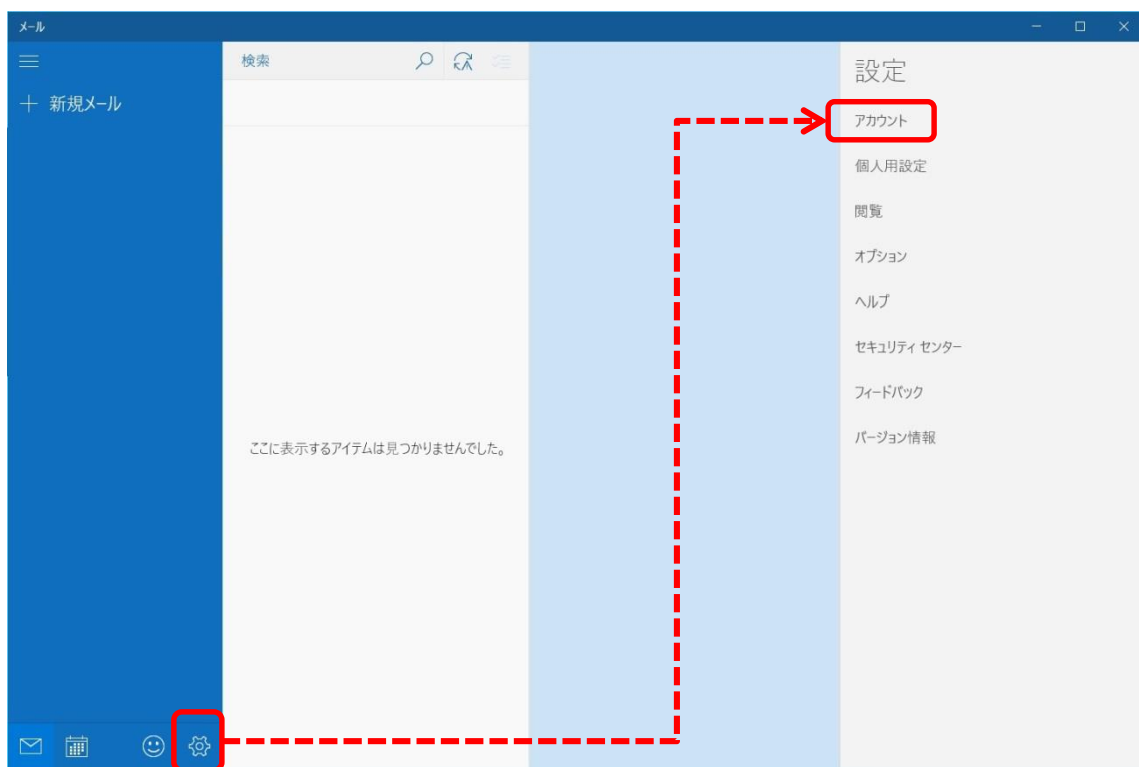 メール
検索
+ 新規メール
ここに表示するアイテムは見つかりませんでした。
設定
アカウント
個人用設定
閲覧
オプション
ヘルプ
セキュリティ センター
フィードバック
バージョン情報